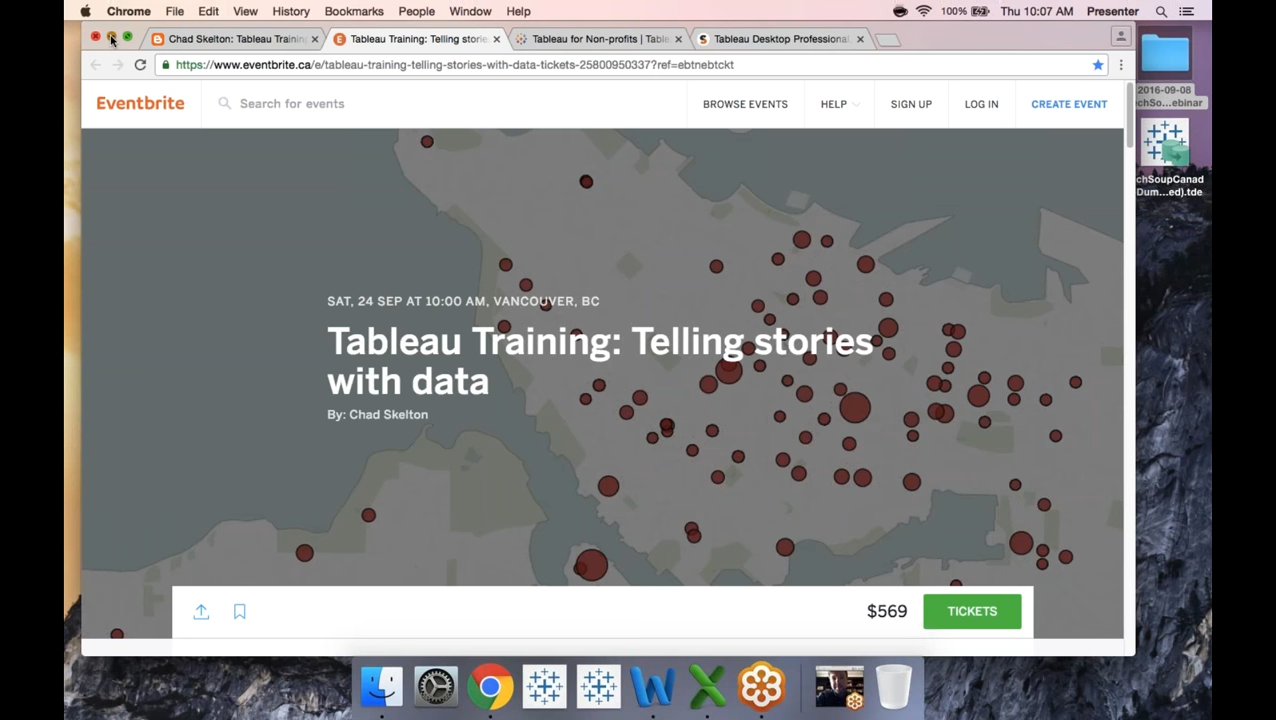 Chrome File Edit View History Bookmarks People Window Help 100% Thu 10:07 AM Presenter
Chad Skelton: Tableau Trainin Tableau Training: Telling storie Tableau for Non-profits | Table Tableau Desktop Professional
https://www.eventbrite.ca/e/tableau-training-telling-stories-with-data-tickets-25800950337?ref=ebtnebtckt
Eventbrite Search for events BROWSE EVENTS HELP SIGN UP LOG IN CREATE EVENT
2016-09-08
chSo...ebinar
chSoupCanad
Dum...ed).tde
SAT, 24 SEP AT 10:00 AM, VANCOUVER, BC
Tableau Training: Telling stories
with data
By: Chad Skelton
$569 TICKETS